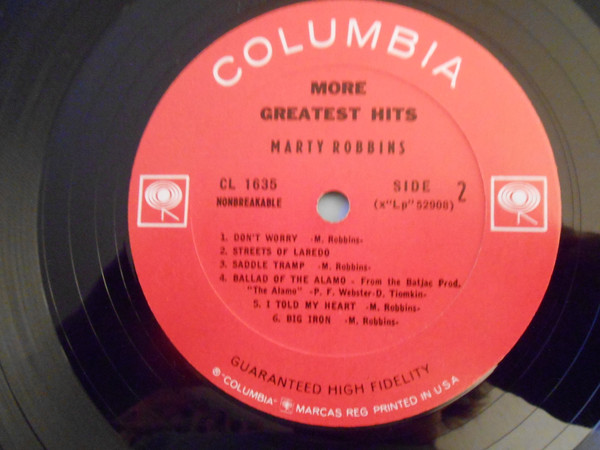 COLUMBIA
MORE
GREATEST HITS
MARTY ROBBINS
CL 1635
NONBREAKABLE
SIDE 2
(x"Lp" 52908)
1. DON'T WORRY -M. Robbins-
2. STREETS OF LAREDO
3. SADDLE TRAMP -M. Robbins-
4. BALLAD OF THE ALAMO - From the Batjac Prod.
"The Alamo" -P. F. Webster-D. Tiomkin-
5. I TOLD MY HEART -M. Robbins-
6. BIG IRON -M. Robbins-
GUARANTEED HIGH FIDELITY
® "COLUMBIA" MARCAS REG. PRINTED IN U.S.A